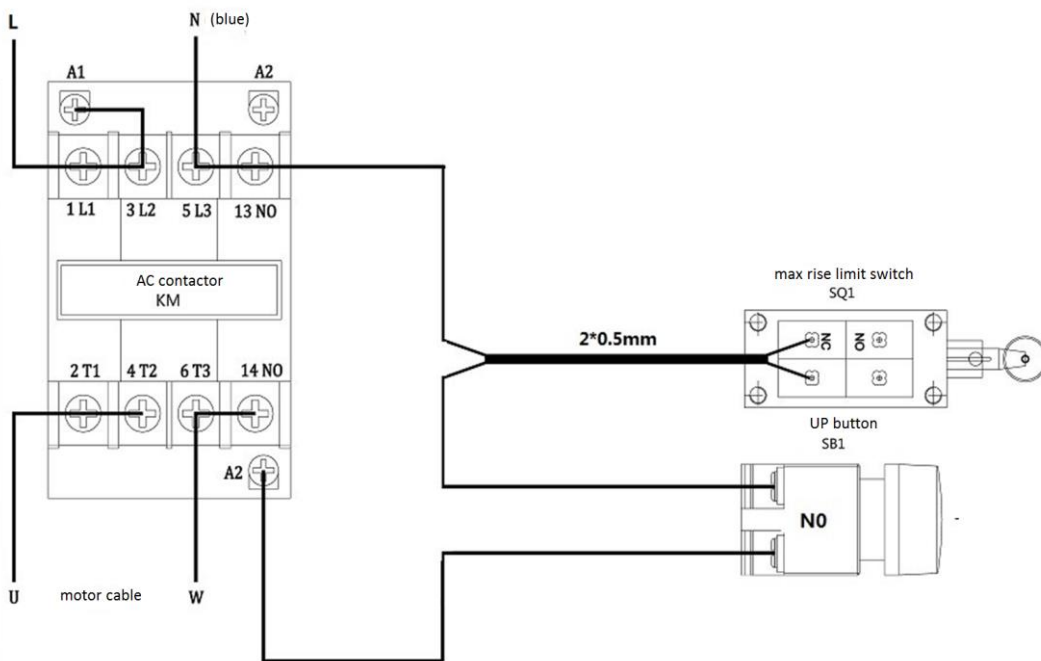 L
N (blue)
A1
A2
1 L1
3 L2
5 L3
13 NO
AC contactor
KM
max rise limit switch
SQ1
2*0.5mm
NC
NO
2 T1
4 T2
6 T3
14 NO
UP button
SB1
A2
N0
U
motor cable
W